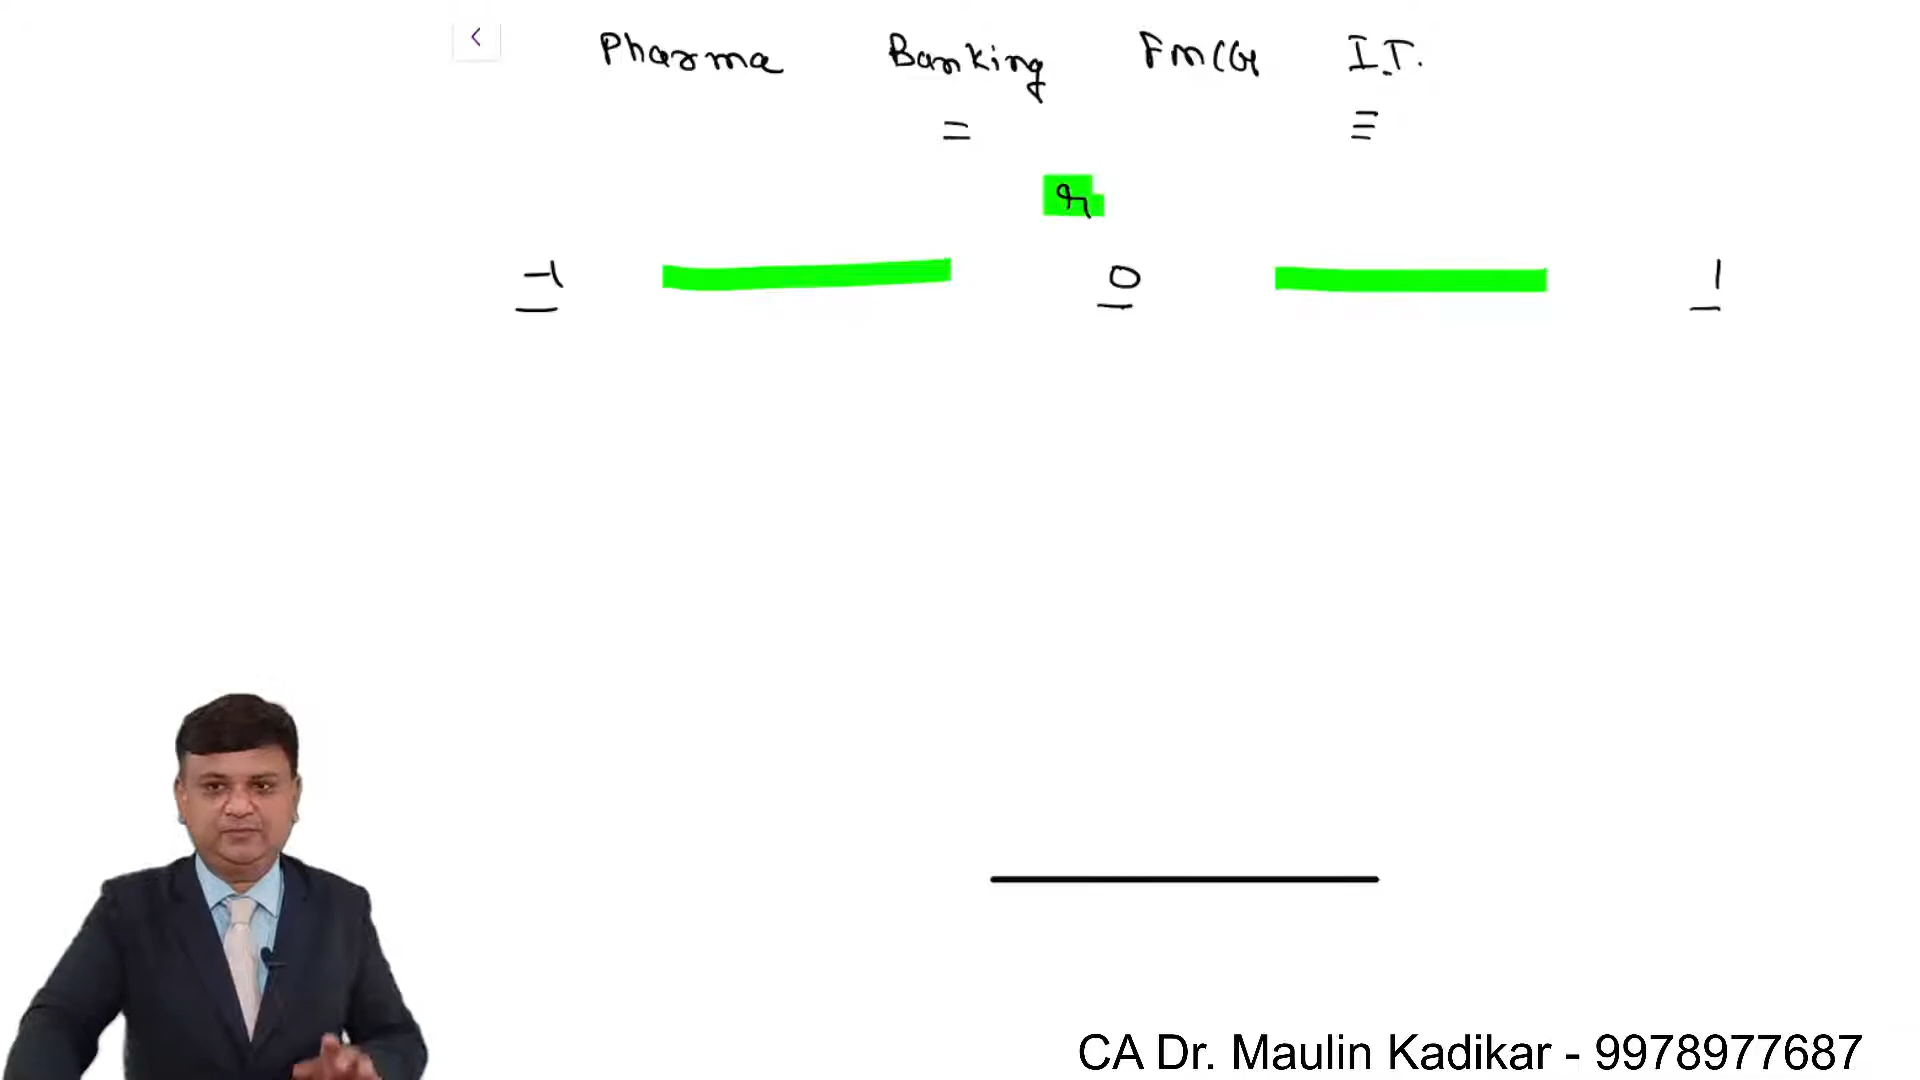 Pharma Banking FMCG I.T.
r
-1 0 1
CA Dr. Maulin Kadikar - 9978977687